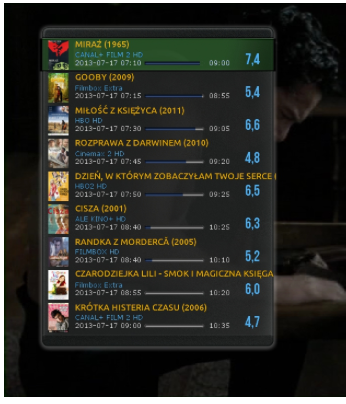 MIRAŻ (1965)
CANAL+ FILM 2 HD
2013-07-17 07:10 09:00 7,4
GOOBY (2009)
Filmbox Extra
2013-07-17 07:15 08:55 5,4
MIŁOŚĆ Z KSIĘŻYCA (2011)
HBO HD
2013-07-17 07:30 09:05 6,6
ROZPRAWA Z DARWINEM (2010)
Cinemax 2 HD
2013-07-17 07:45 09:20 4,8
DZIEŃ, W KTÓRYM ZOBACZYŁAM TWOJE SERCE (
HBO2 HD
2013-07-17 07:50 09:25 6,5
CISZA (2001)
ALE KINO+ HD
2013-07-17 08:40 10:25 6,3
RANDKA Z MORDERCĄ (2005)
FILMBOX HD
2013-07-17 08:40 10:10 5,2
CZARODZIEJKA LILI - SMOK I MAGICZNA KSIĘGA
Filmbox Extra
2013-07-17 08:55 10:20 6,0
KRÓTKA HISTERIA CZASU (2006)
CANAL+ FILM 2 HD
2013-07-17 09:00 10:35 4,7